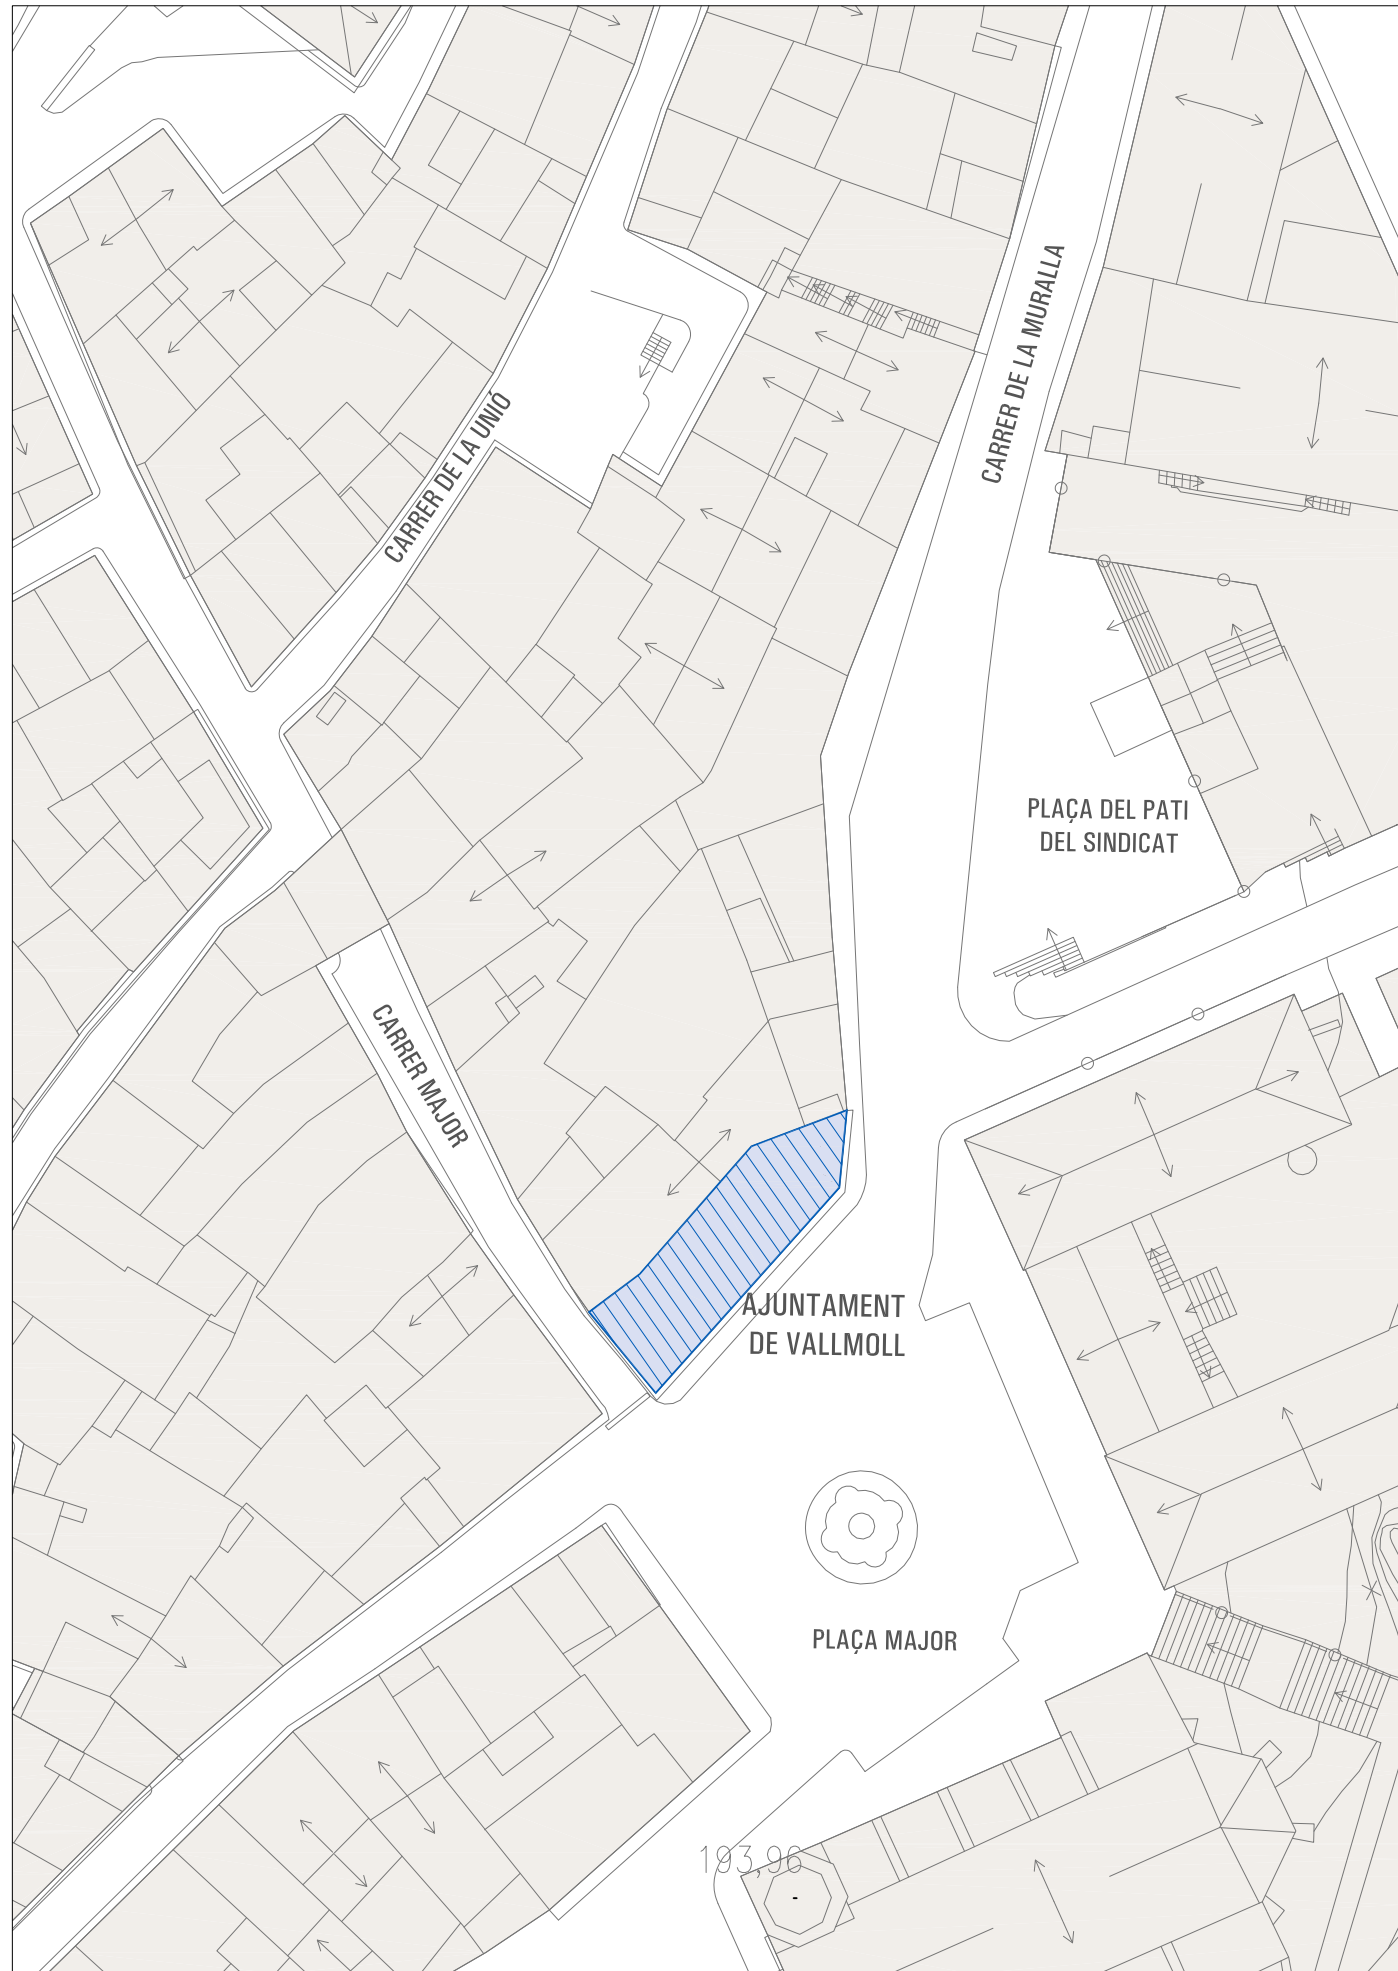 CARRER DE LA MURALLA
CARRER DE LA UNIÓ
PLAÇA DEL PATI
DEL SINDICAT
CARRER MAJOR
AJUNTAMENT
DE VALLMOLL
PLAÇA MAJOR
193,96